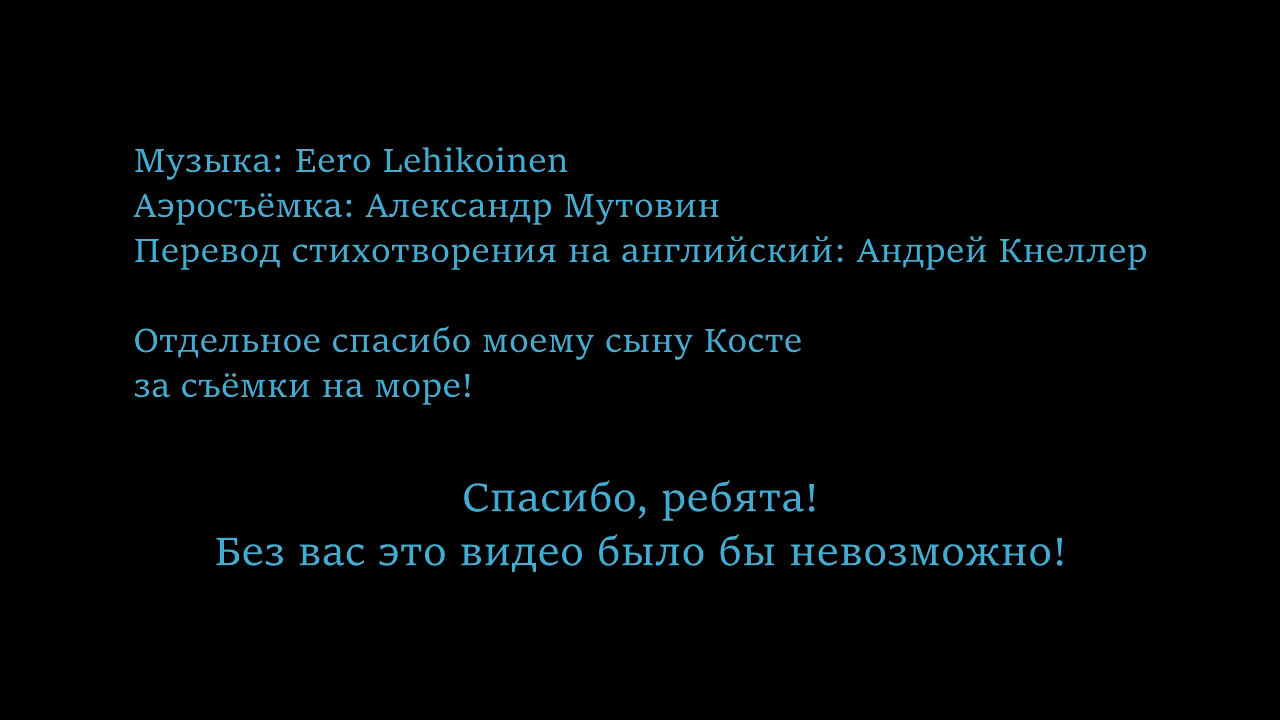 Музыка: Eero Lehikoinen
Аэросъёмка: Александр Мутовин
Перевод стихотворения на английский: Андрей Кнеллер
Отдельное спасибо моему сыну Косте
за съёмки на море!
Спасибо, ребята!
Без вас это видео было бы невозможно!